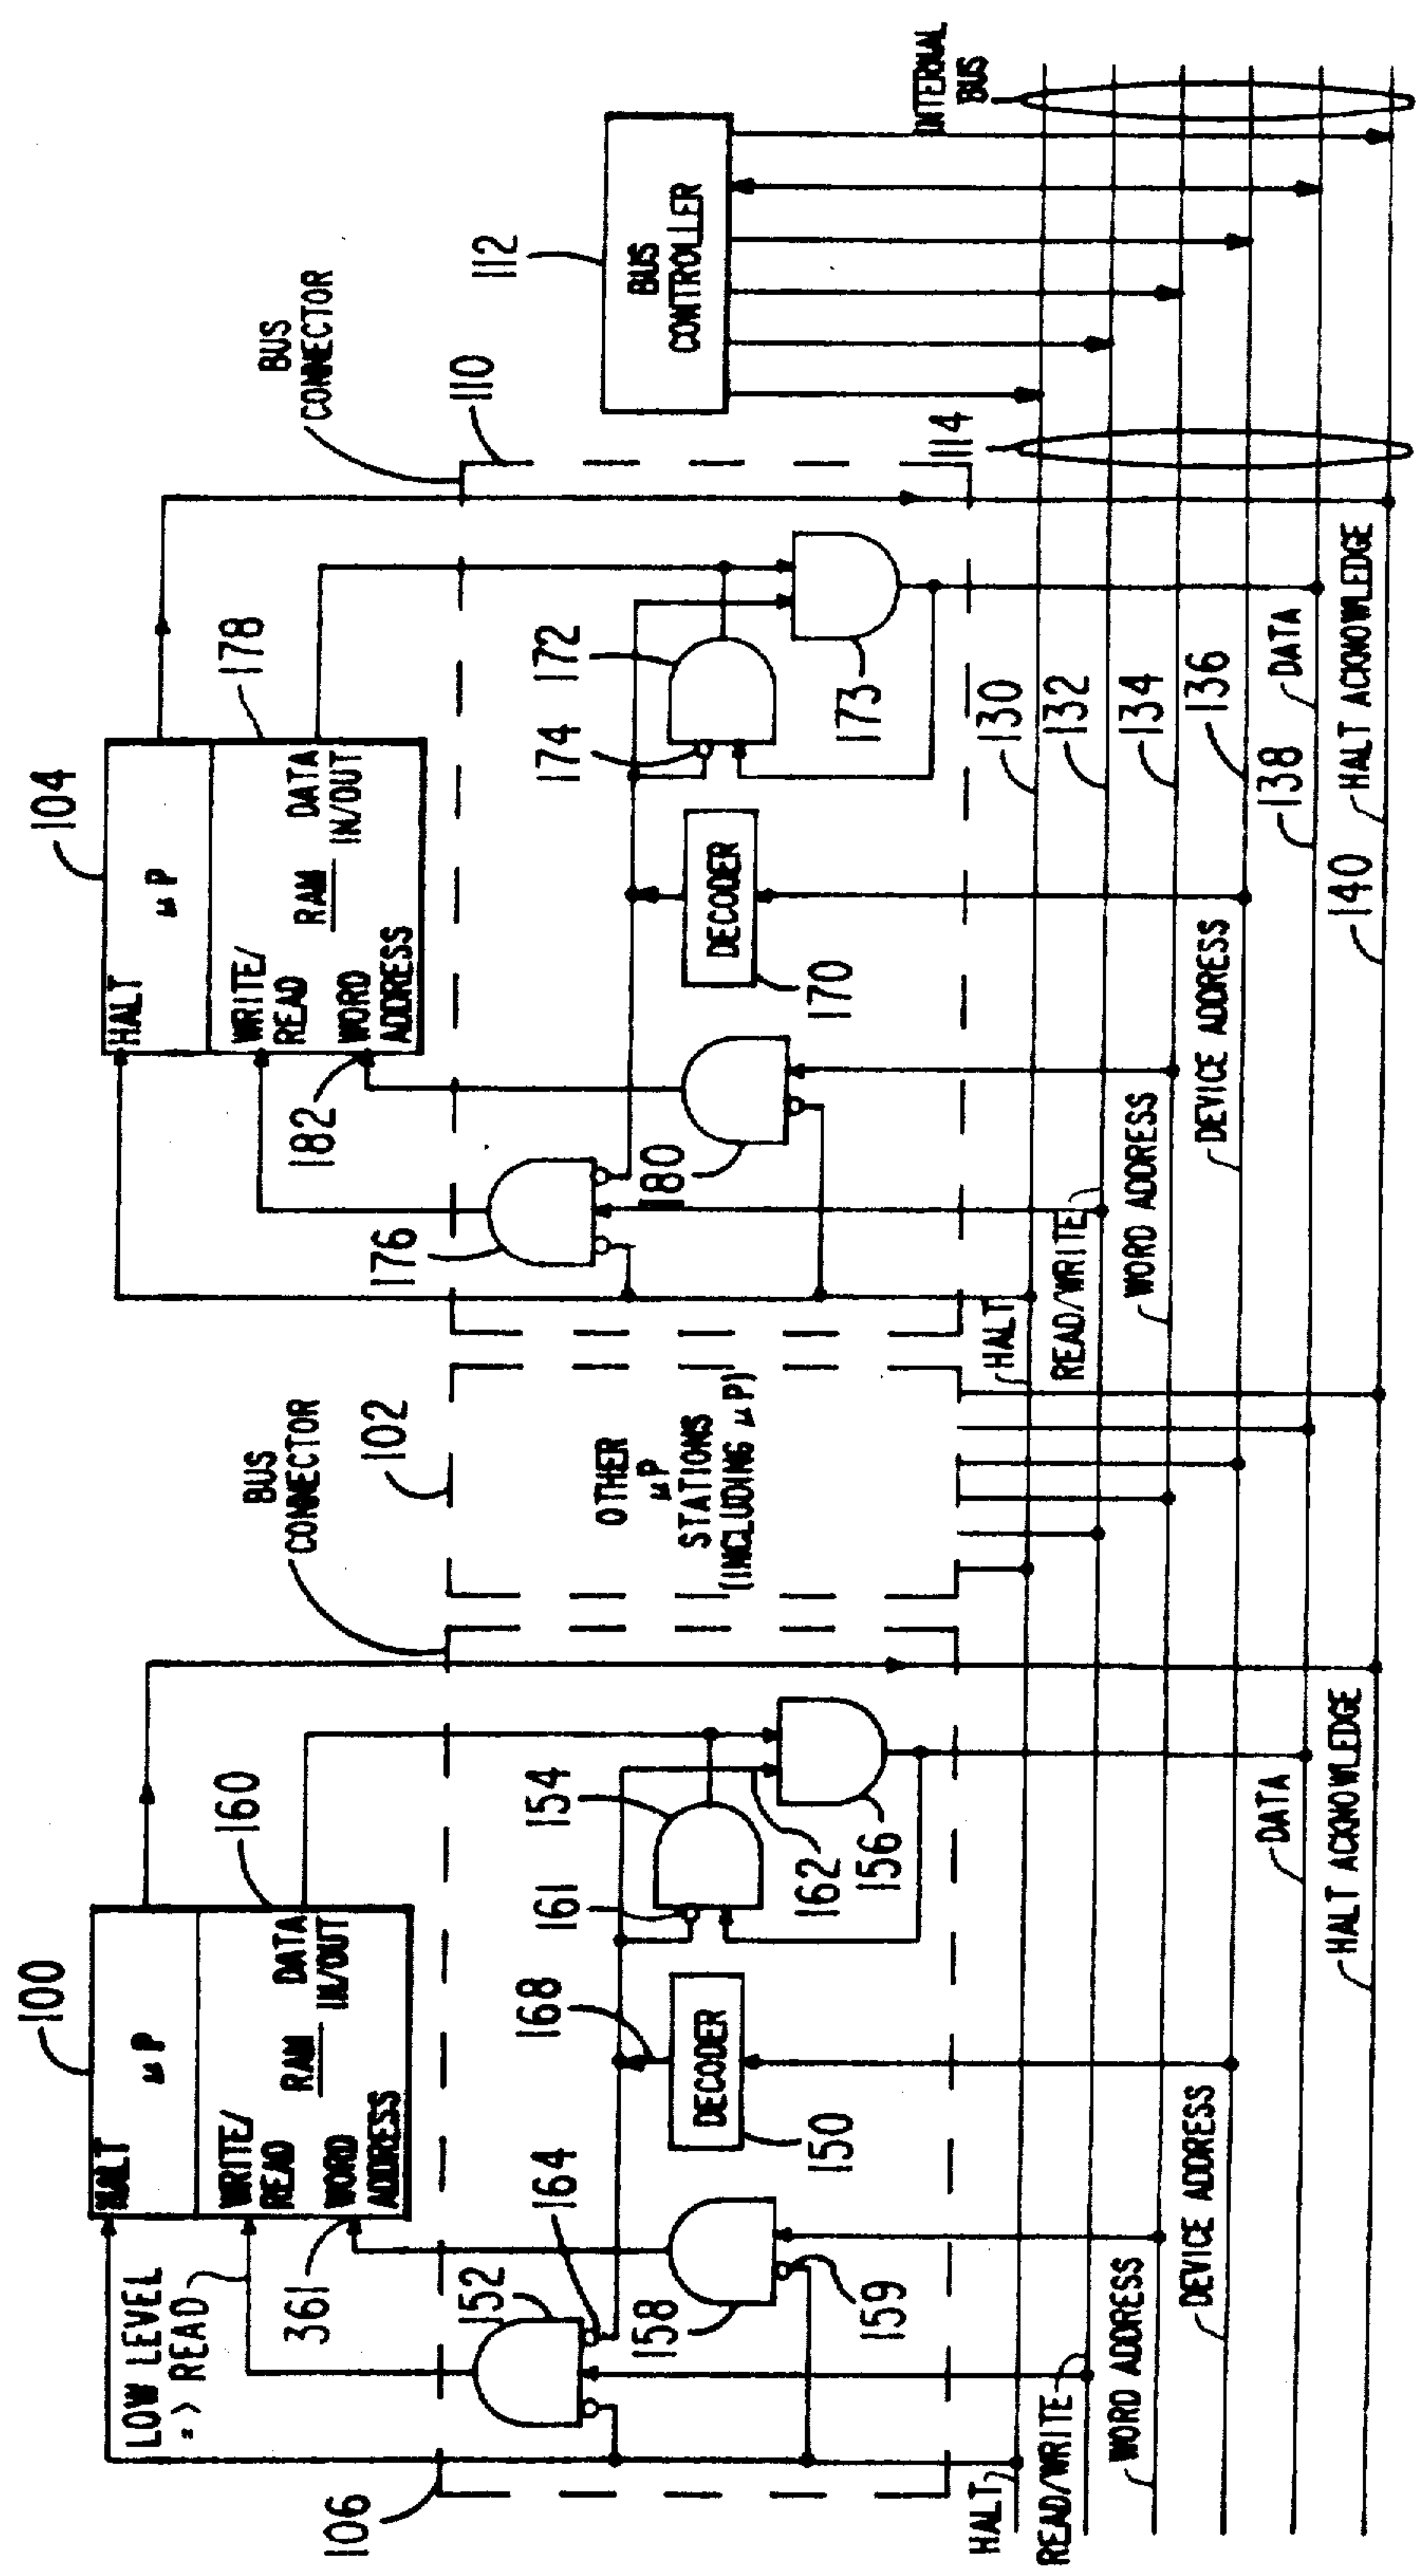 100
µP
HALT
WRITE/
READ
RAM
DATA
IN/OUT
WORD
ADDRESS
160
LOW LEVEL
=> READ
361
106
152
164
168
154
161
162
156
158
159
150
DECODER
BUS
CONNECTOR
102
OTHER
µP
STATIONS
(INCLUDING µP)
104
µP
HALT
WRITE/
READ
RAM
DATA
IN/OUT
WORD
ADDRESS
178
182
176
180
170
DECODER
172
174
173
BUS
CONNECTOR
110
112
BUS
CONTROLLER
INTERNAL
BUS
114
HALT
READ/WRITE
WORD ADDRESS
DEVICE ADDRESS
DATA
HALT ACKNOWLEDGE
HALT
READ/WRITE
WORD ADDRESS
DEVICE ADDRESS
130
132
134
136
138
DATA
140
HALT ACKNOWLEDGE